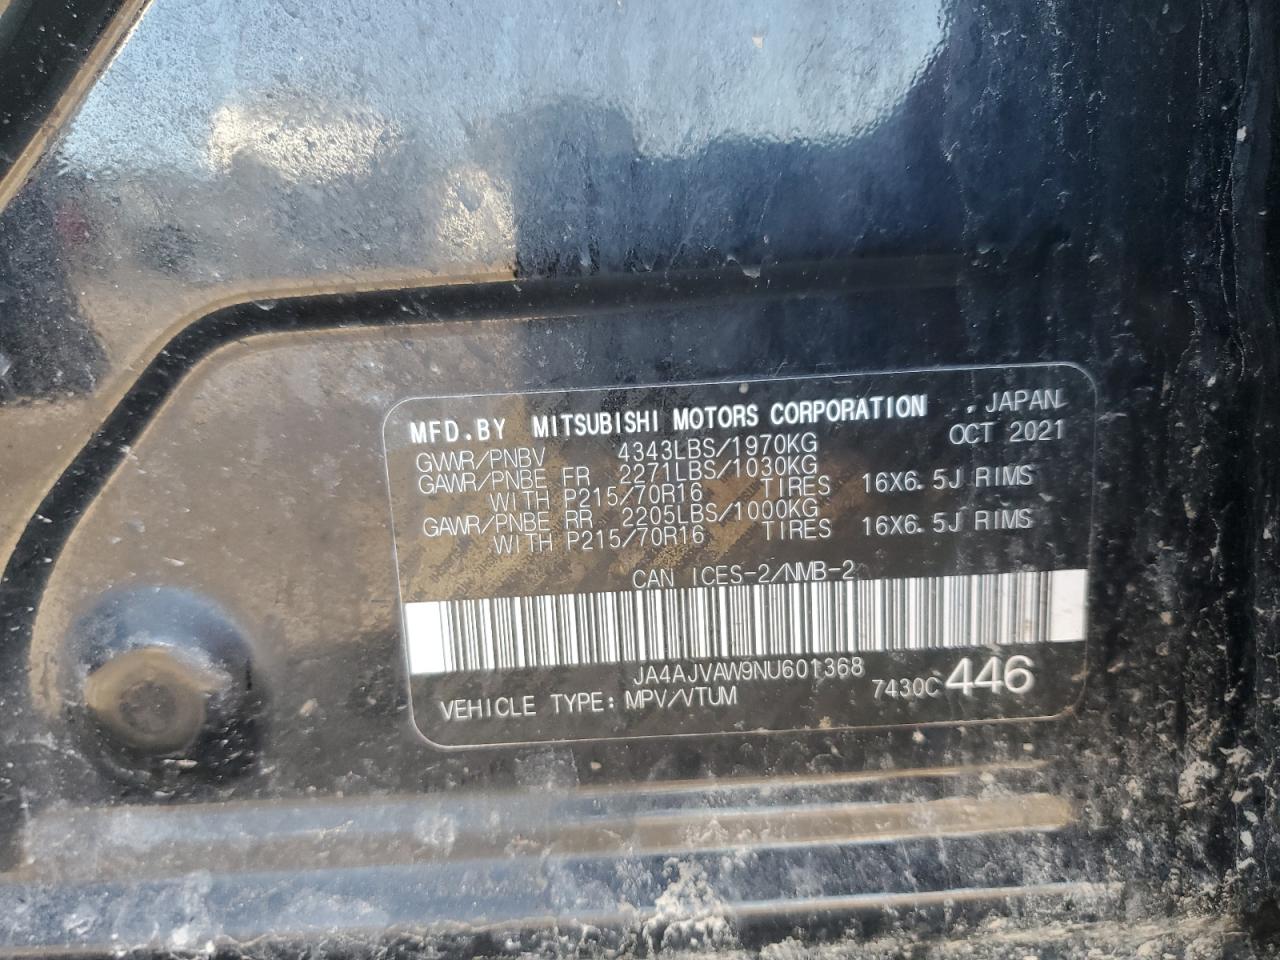 MFD.BY MITSUBISHI MOTORS CORPORATION , JAPAN
GVWR/PNBV 4343LBS/1970KG OCT 2021
GAWR/PNBE FR 2271LBS/1030KG
WITH P215/70R16 TIRES 16X6.5J RIMS
GAWR/PNBE RR 2205LBS/1000KG
WITH P215/70R16 TIRES 16X6.5J RIMS
CAN ICES-2/NMB-2
JA4AJVAW9NU601368
VEHICLE TYPE: MPV/VTUM 7430C 446